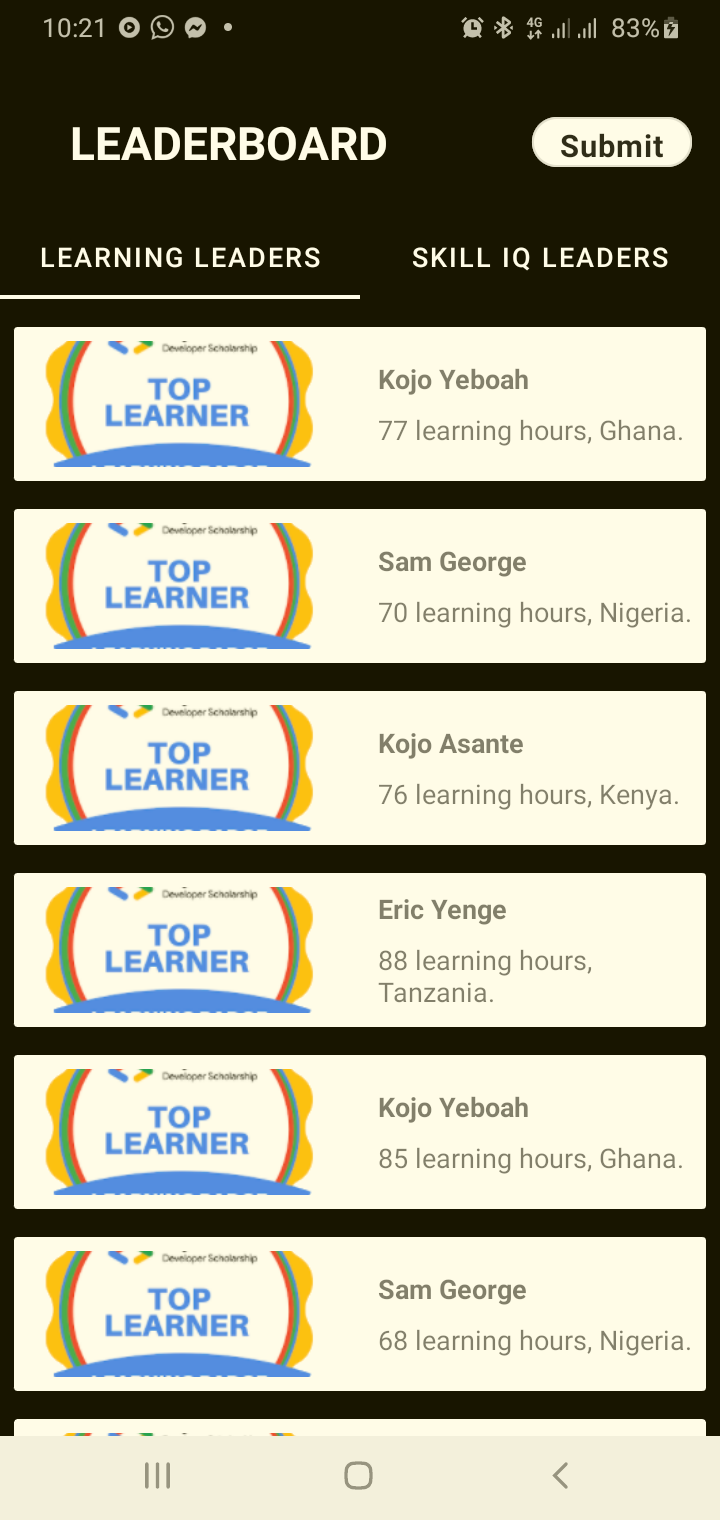 10:21
4G
83%
LEADERBOARD
Submit
LEARNING LEADERS
SKILL IQ LEADERS
Developer Scholarship
TOP
LEARNER
Kojo Yeboah
77 learning hours, Ghana.
Developer Scholarship
TOP
LEARNER
Sam George
70 learning hours, Nigeria.
Developer Scholarship
TOP
LEARNER
Kojo Asante
76 learning hours, Kenya.
Developer Scholarship
TOP
LEARNER
Eric Yenge
88 learning hours,
Tanzania.
Developer Scholarship
TOP
LEARNER
Kojo Yeboah
85 learning hours, Ghana.
Developer Scholarship
TOP
LEARNER
Sam George
68 learning hours, Nigeria.